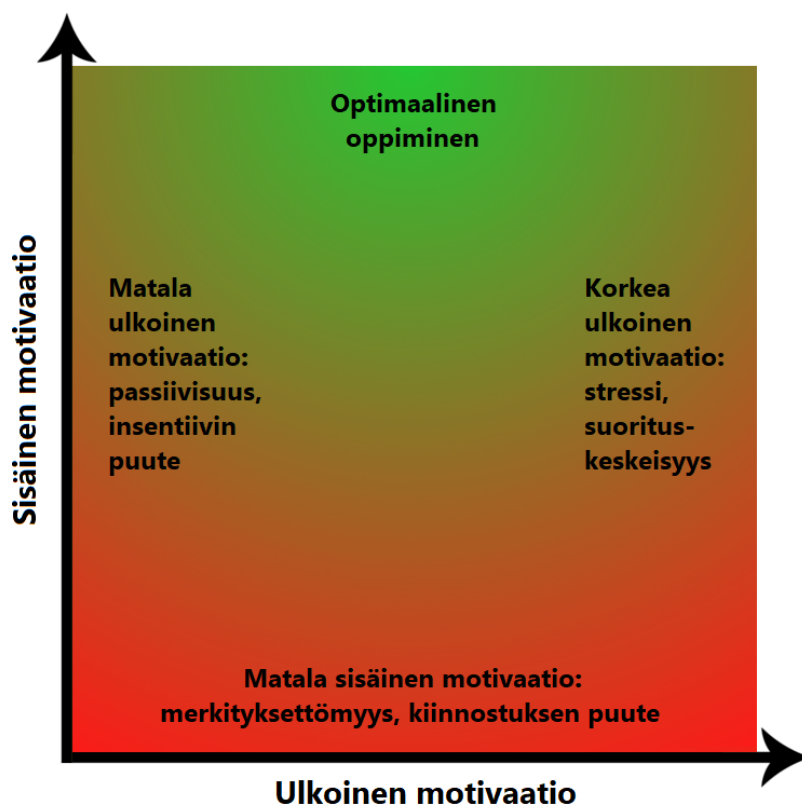 Optimaalinen
oppiminen
Sisäinen motivaatio
Matala
ulkoinen
motivaatio:
passiivisuus,
insentiivin
puute
Korkea
ulkoinen
motivaatio:
stressi,
suoritus-
keskeisyys
Matala sisäinen motivaatio:
merkityksettömyys, kiinnostuksen puute
Ulkoinen motivaatio